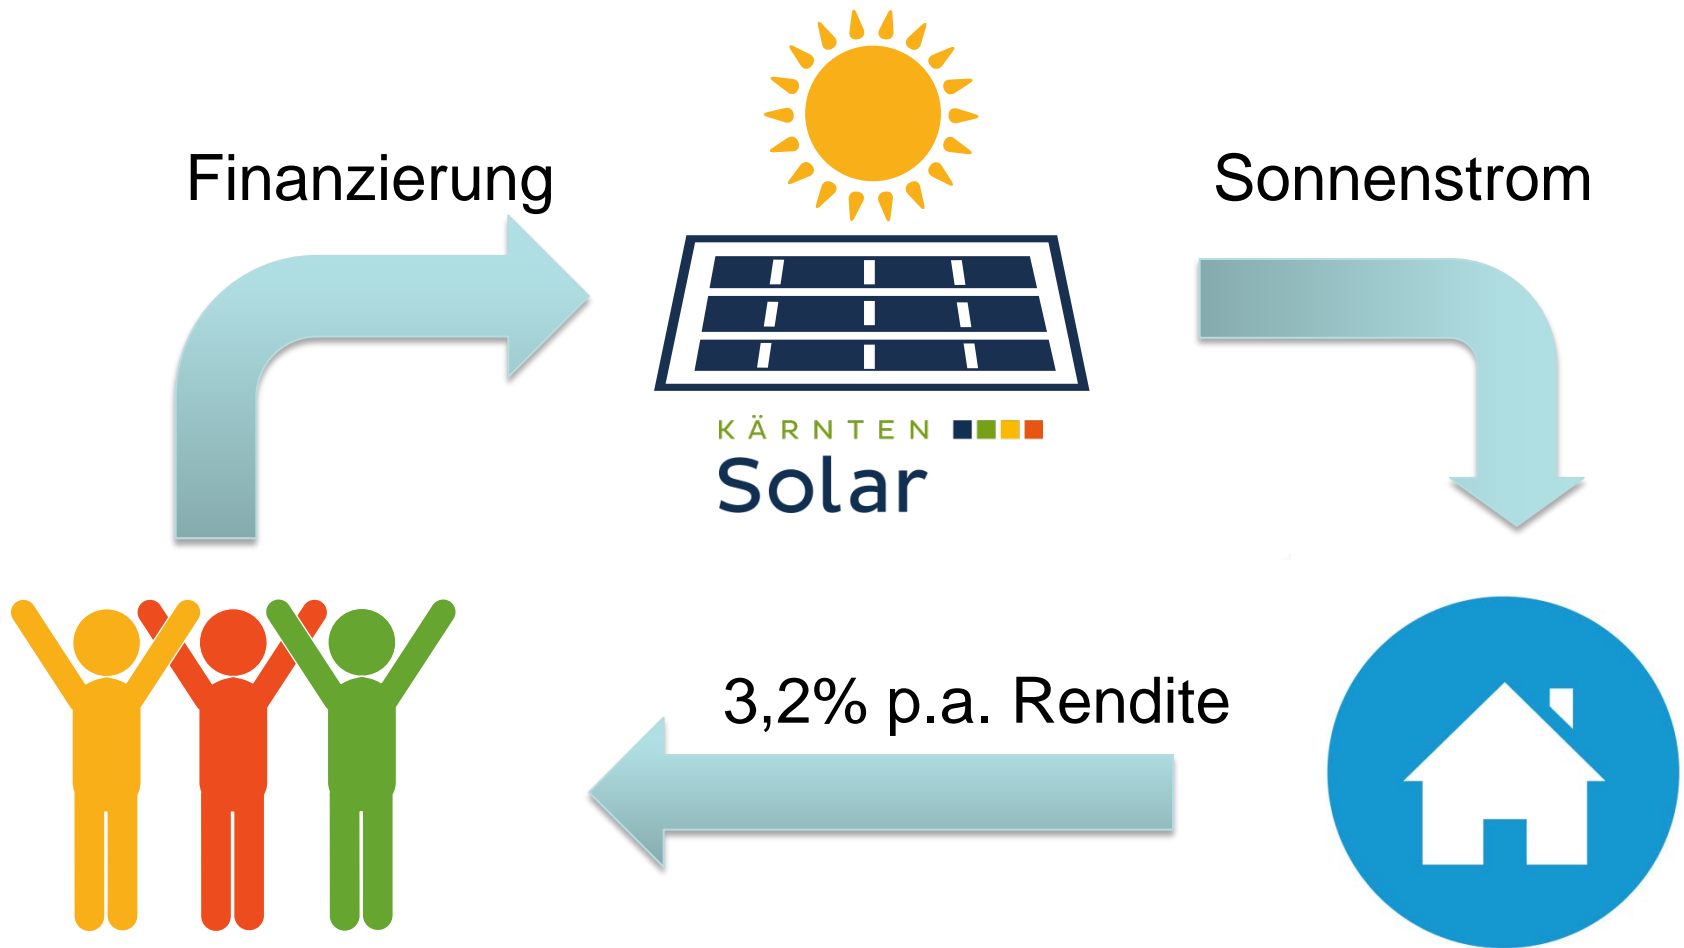 Finanzierung
Sonnenstrom
KÄRNTEN
Solar
3,2% p.a. Rendite